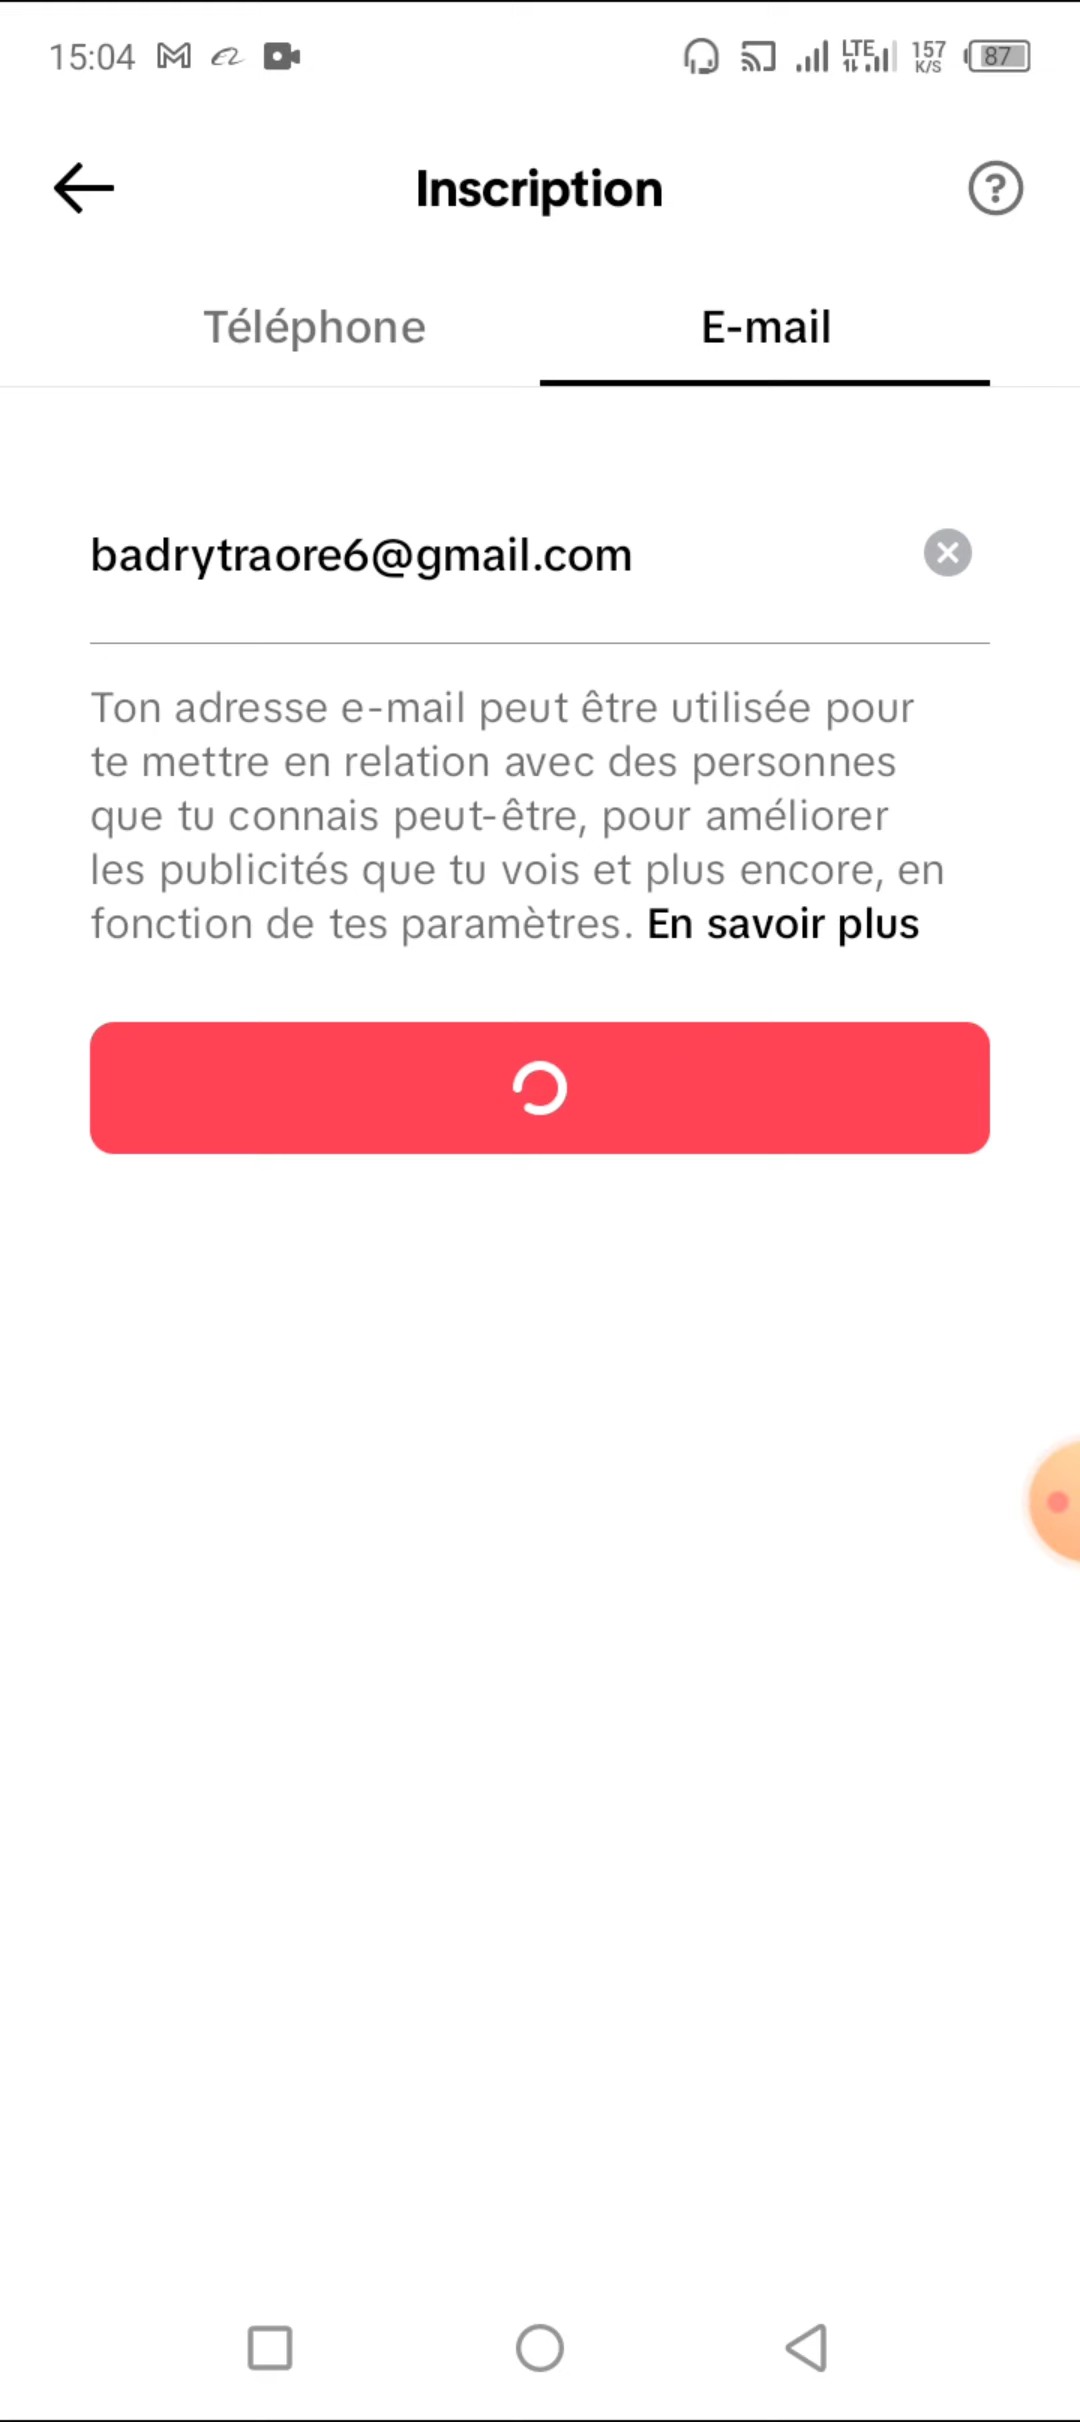 15:04
LTE
157
K/S
87
Inscription
Téléphone
E-mail
badrytraore6@gmail.com
Ton adresse e-mail peut être utilisée pour
te mettre en relation avec des personnes
que tu connais peut-être, pour améliorer
les publicités que tu vois et plus encore, en
fonction de tes paramètres. En savoir plus